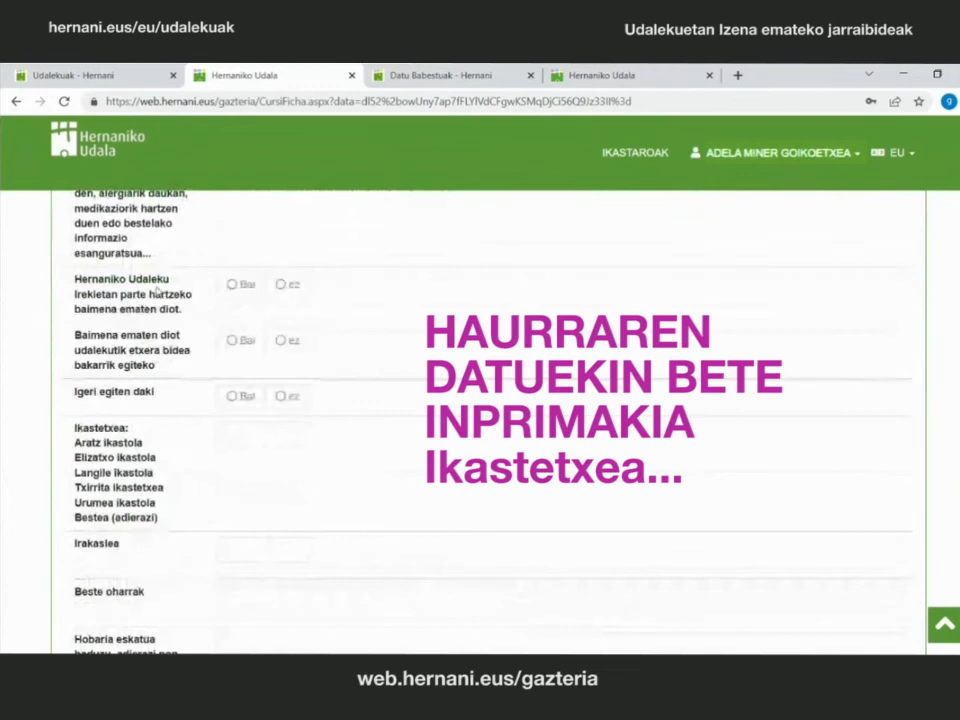 hernani.eus/eu/udalekuak
Udalekuetan Izena emateko jarraibideak
Udalekuak - Hernani
Hernaniko Udala
Datu Babestuak - Hernani
Hernaniko Udala
https://web.hernani.eus/gazteria/CursiFicha.aspx?data=dI52%2bowUny7ap7fFLYlVdCFgwKSMqDjCi56Q9Jz33II%3d
9
Hernaniko
Udala
IKASTAROAK
ADELA MINER GOIKOETXEA
EU
den, alergiarik daukan,
medikaziorik hartzen
duen edo bestelako
informazio
esanguratsua...
Hernaniko Udaleku
Irekietan parte hartzeko
baimena ematen diot.
Bai ez
Baimena ematen diot
udalekutik etxera bidea
bakarrik egiteko
Bai ez
Igeri egiten daki
Bai ez
HAURRAREN
DATUEKIN BETE
INPRIMAKIA
Ikastetxea...
Ikastetxea:
Aratz ikastola
Elizatxo ikastola
Langile ikastola
Txirrita ikastetxea
Urumea ikastola
Bestea (adierazi)
Irakaslea
Beste oharrak
Hobaria eskatua
baduzu, adierazi non
web.hernani.eus/gazteria